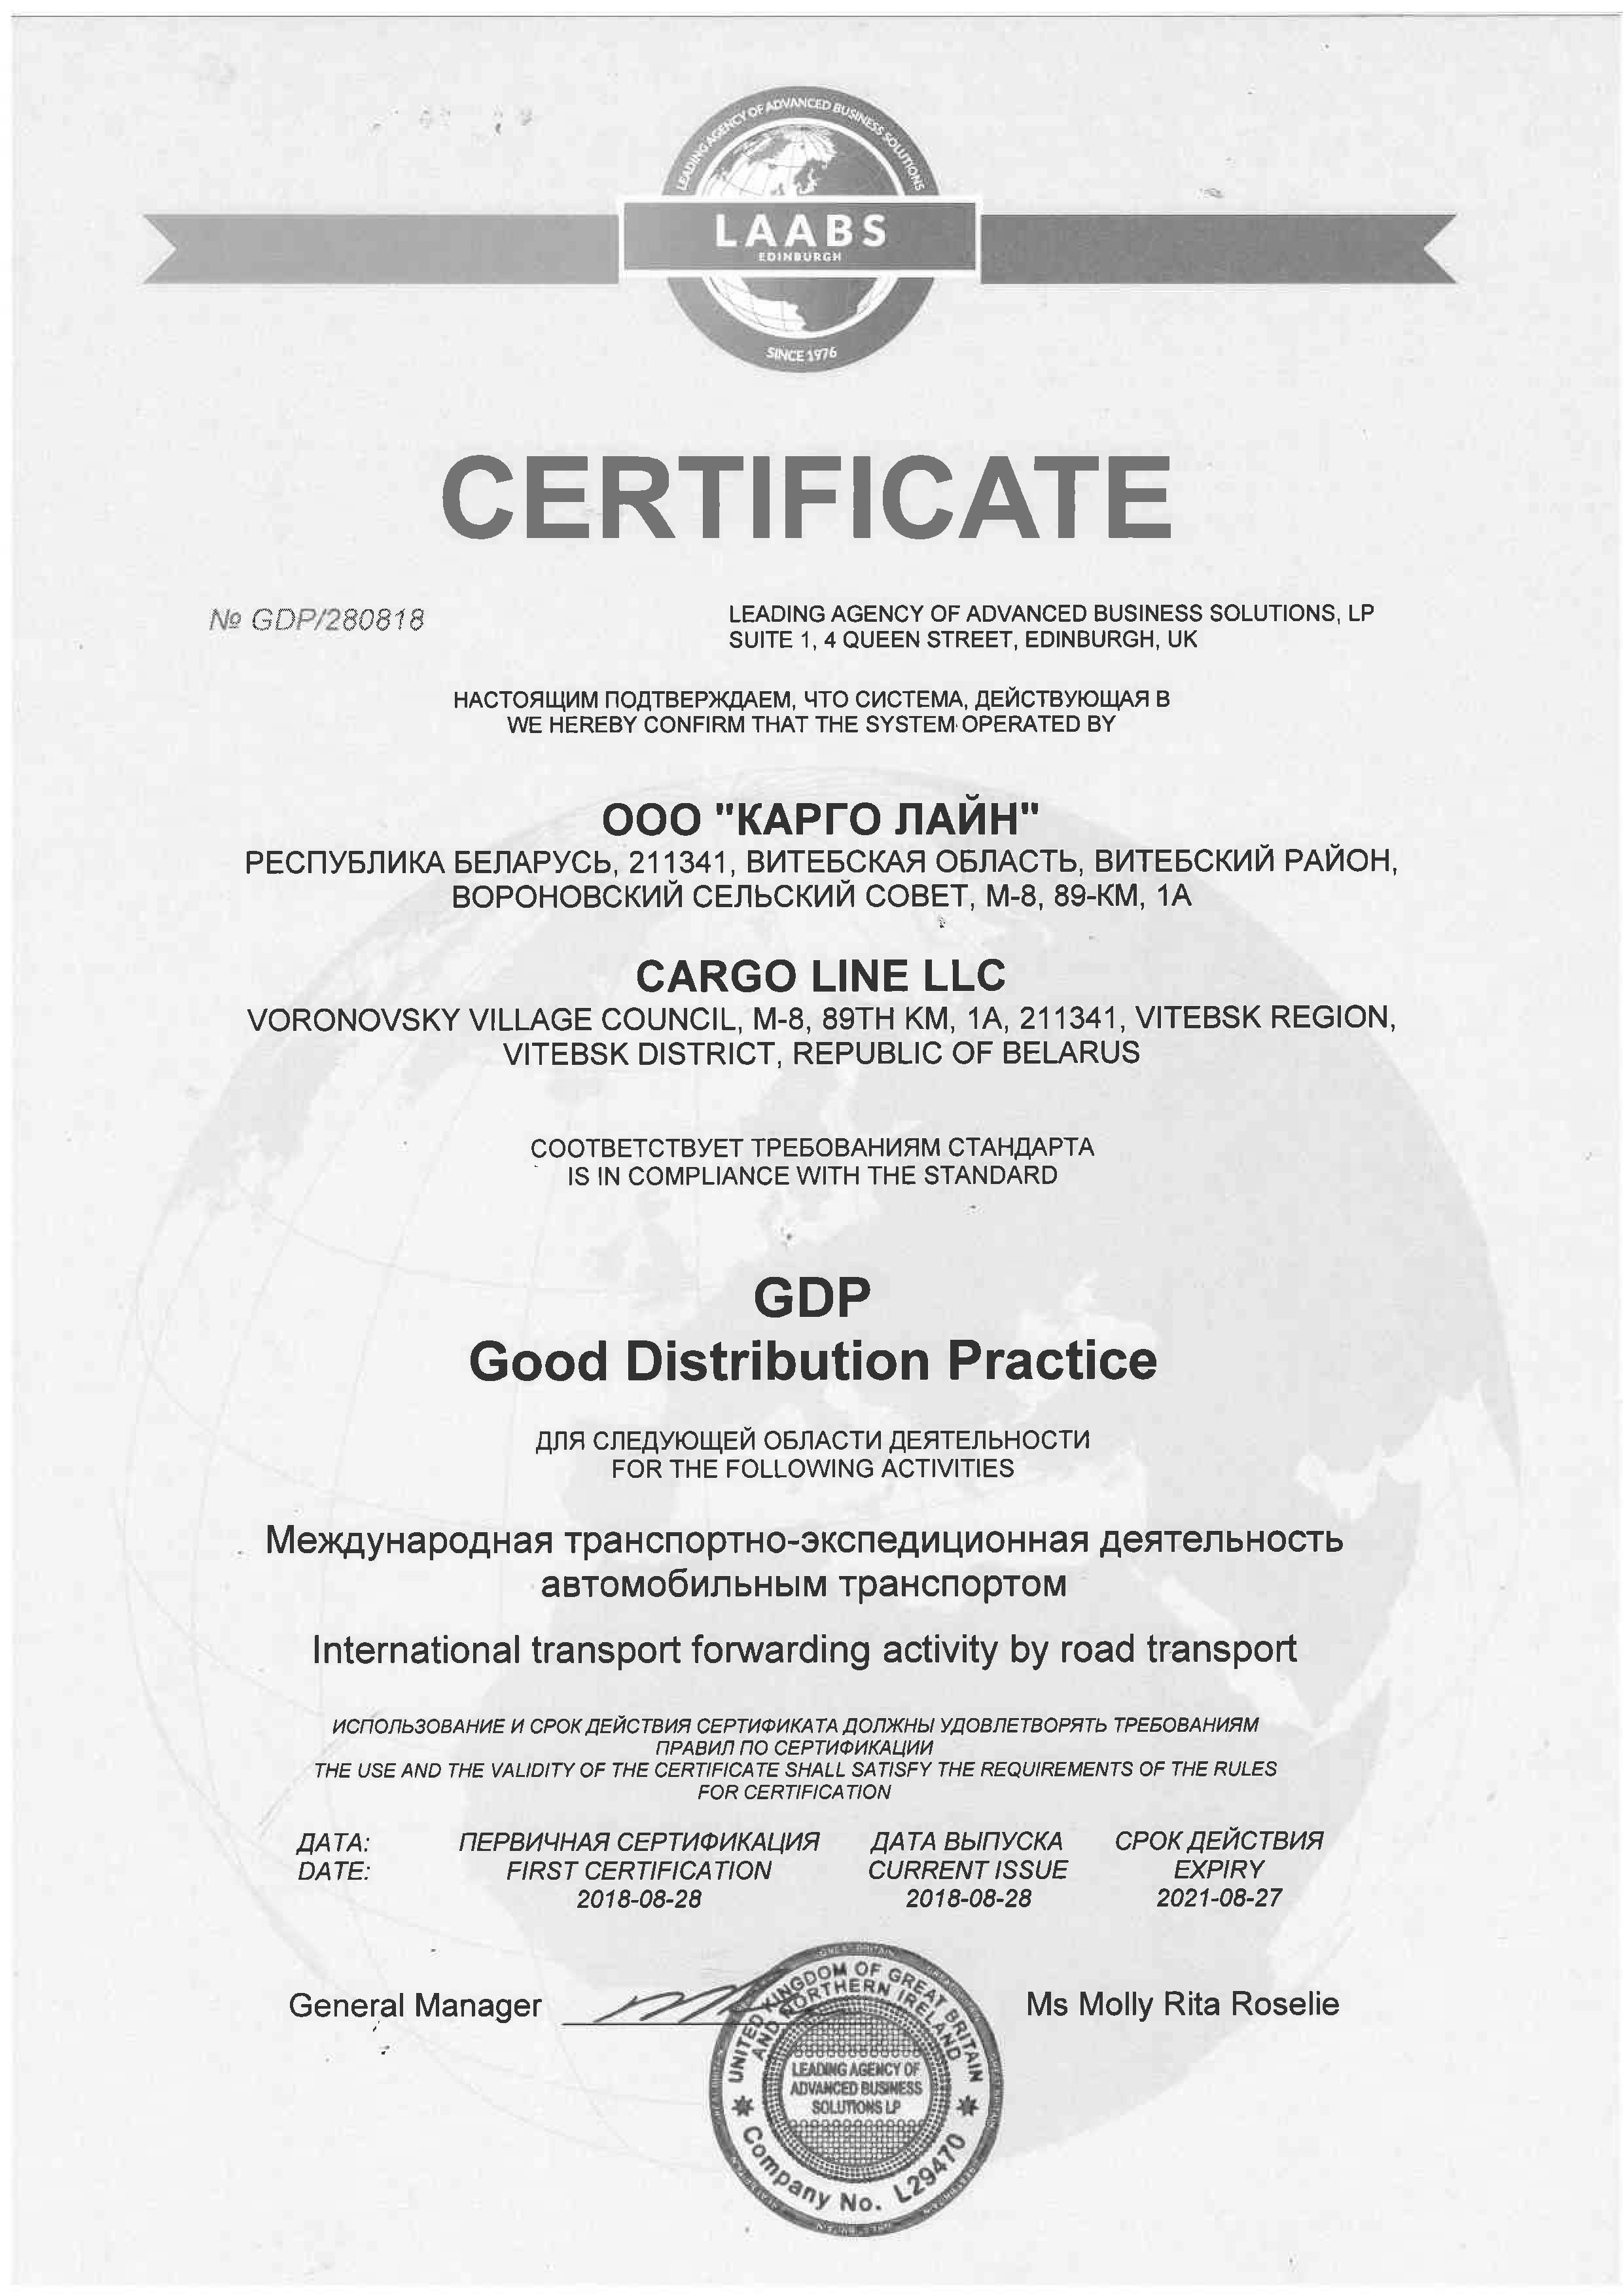 LEADING AGENCY OF ADVANCED BUSINESS SOLUTIONS
LAABS
EDINBURGH
SINCE 1976
CERTIFICATE
№ GDP/280818
LEADING AGENCY OF ADVANCED BUSINESS SOLUTIONS, LP
SUITE 1, 4 QUEEN STREET, EDINBURGH, UK
НАСТОЯЩИМ ПОДТВЕРЖДАЕМ, ЧТО СИСТЕМА, ДЕЙСТВУЮЩАЯ В
WE HEREBY CONFIRM THAT THE SYSTEM OPERATED BY
ООО "КАРГО ЛАЙН"
РЕСПУБЛИКА БЕЛАРУСЬ, 211341, ВИТЕБСКАЯ ОБЛАСТЬ, ВИТЕБСКИЙ РАЙОН,
ВОРОНОВСКИЙ СЕЛЬСКИЙ СОВЕТ, М-8, 89-КМ, 1А
CARGO LINE LLC
VORONOVSKY VILLAGE COUNCIL, M-8, 89TH KM, 1A, 211341, VITEBSK REGION,
VITEBSK DISTRICT, REPUBLIC OF BELARUS
СООТВЕТСТВУЕТ ТРЕБОВАНИЯМ СТАНДАРТА
IS IN COMPLIANCE WITH THE STANDARD
GDP
Good Distribution Practice
ДЛЯ СЛЕДУЮЩЕЙ ОБЛАСТИ ДЕЯТЕЛЬНОСТИ
FOR THE FOLLOWING ACTIVITIES
Международная транспортно-экспедиционная деятельность
автомобильным транспортом
International transport forwarding activity by road transport
ИСПОЛЬЗОВАНИЕ И СРОК ДЕЙСТВИЯ СЕРТИФИКАТА ДОЛЖНЫ УДОВЛЕТВОРЯТЬ ТРЕБОВАНИЯМ
ПРАВИЛ ПО СЕРТИФИКАЦИИ
THE USE AND THE VALIDITY OF THE CERTIFICATE SHALL SATISFY THE REQUIREMENTS OF THE RULES
FOR CERTIFICATION
ДАТА: ПЕРВИЧНАЯ СЕРТИФИКАЦИЯ ДАТА ВЫПУСКА СРОК ДЕЙСТВИЯ
DATE: FIRST CERTIFICATION CURRENT ISSUE EXPIRY
2018-08-28 2018-08-28 2021-08-27
General Manager Ms Molly Rita Roselie
UNITED KINGDOM OF GREAT BRITAIN
AND NORTHERN IRELAND
LEADING AGENCY OF
ADVANCED BUSINESS
SOLUTIONS LP
Company No. L29470